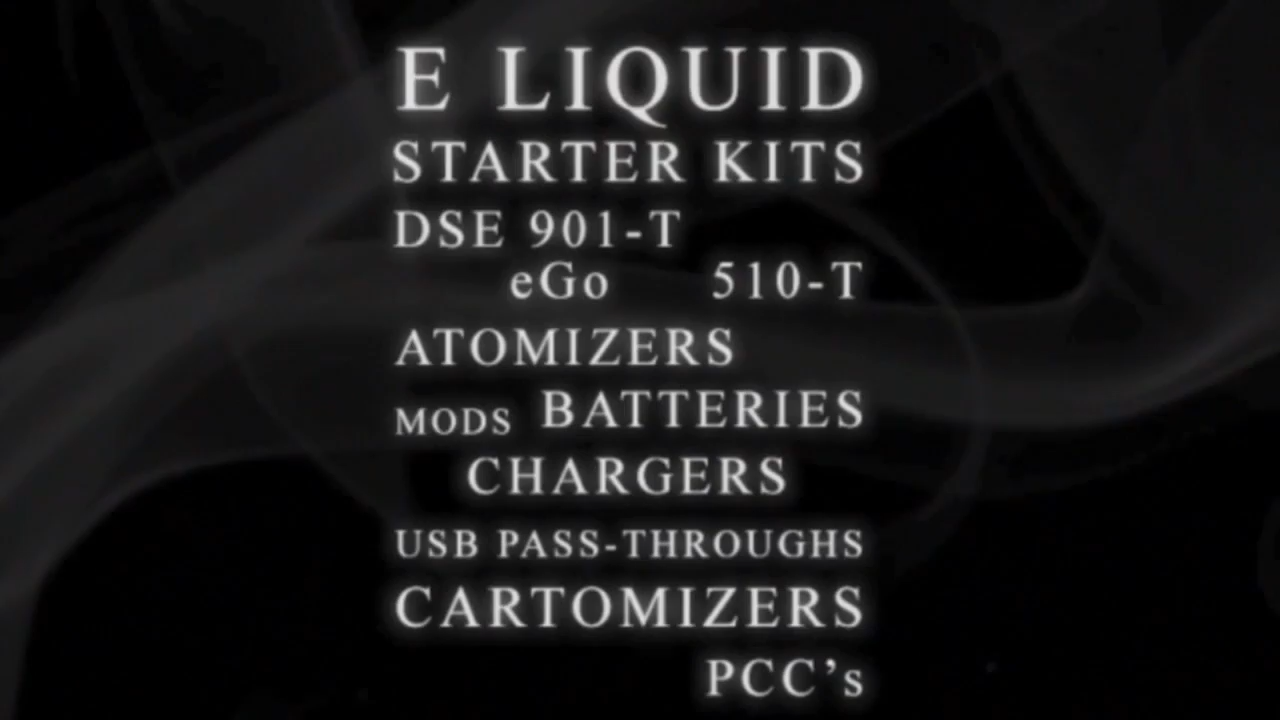 E LIQUID
STARTER KITS
DSE 901-T
eGo 510-T
ATOMIZERS
MODS BATTERIES
CHARGERS
USB PASS-THROUGHS
CARTOMIZERS
PCC's